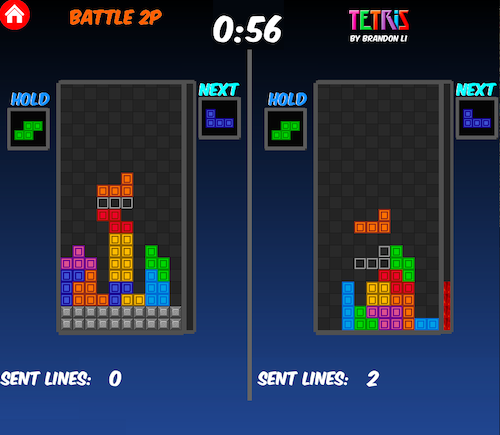 BATTLE 2P
0:56
TETRIS
BY BRANDON LI
HOLD
NEXT
HOLD
NEXT
SENT LINES: 0
SENT LINES: 2